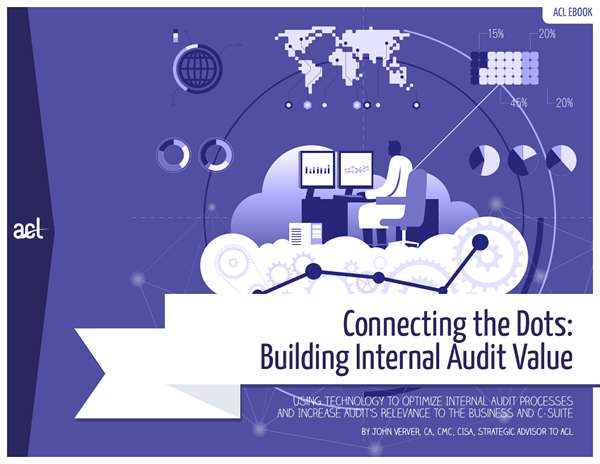 ACL EBOOK
15%
20%
45%
20%
acl
Connecting the Dots:
Building Internal Audit Value
USING TECHNOLOGY TO OPTIMIZE INTERNAL AUDIT PROCESSES
AND INCREASE AUDIT'S RELEVANCE TO THE BUSINESS AND C-SUITE
BY JOHN VERVER, CA, CMC, CISA, STRATEGIC ADVISOR TO ACL